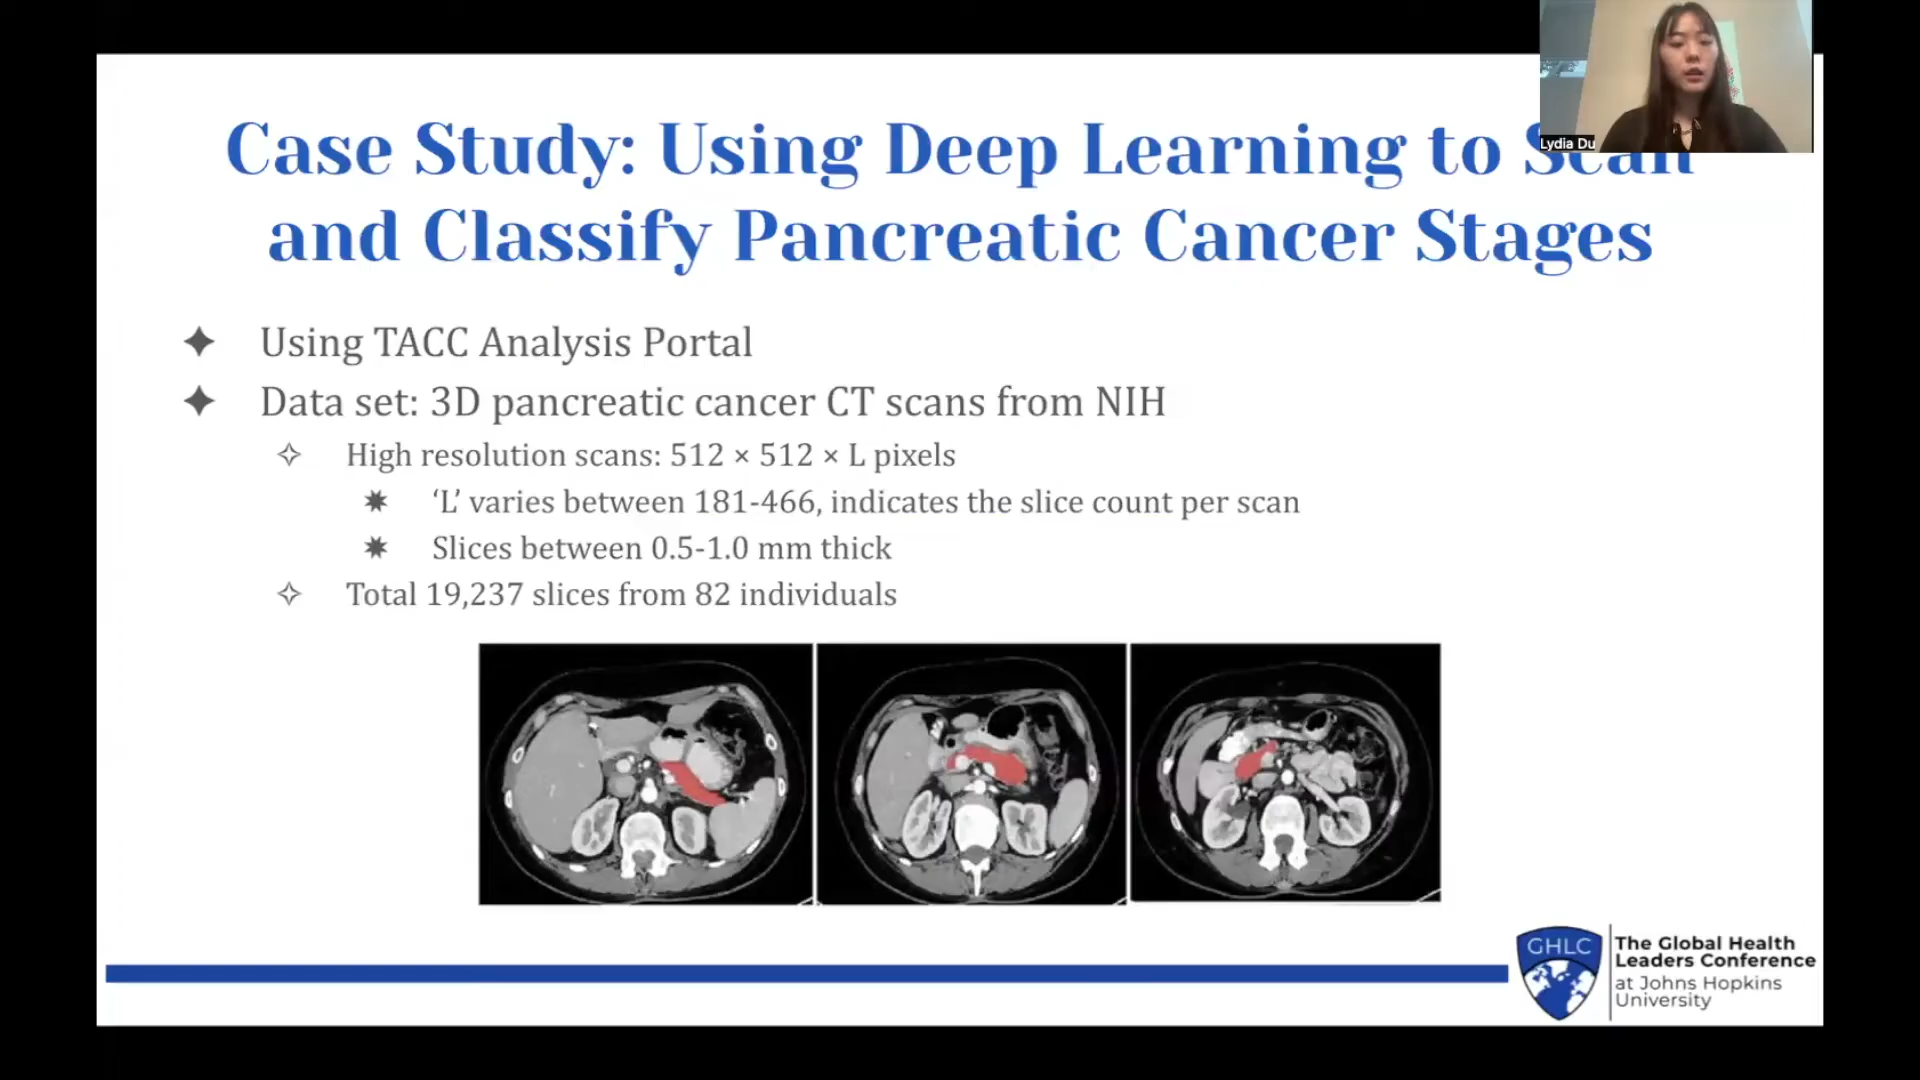 Lydia Du
Case Study: Using Deep Learning to Scan
and Classify Pancreatic Cancer Stages
Using TACC Analysis Portal
Data set: 3D pancreatic cancer CT scans from NIH
High resolution scans: 512 × 512 × L pixels
‘L’ varies between 181-466, indicates the slice count per scan
Slices between 0.5-1.0 mm thick
Total 19,237 slices from 82 individuals
GHLC
The Global Health
Leaders Conference
at Johns Hopkins
University